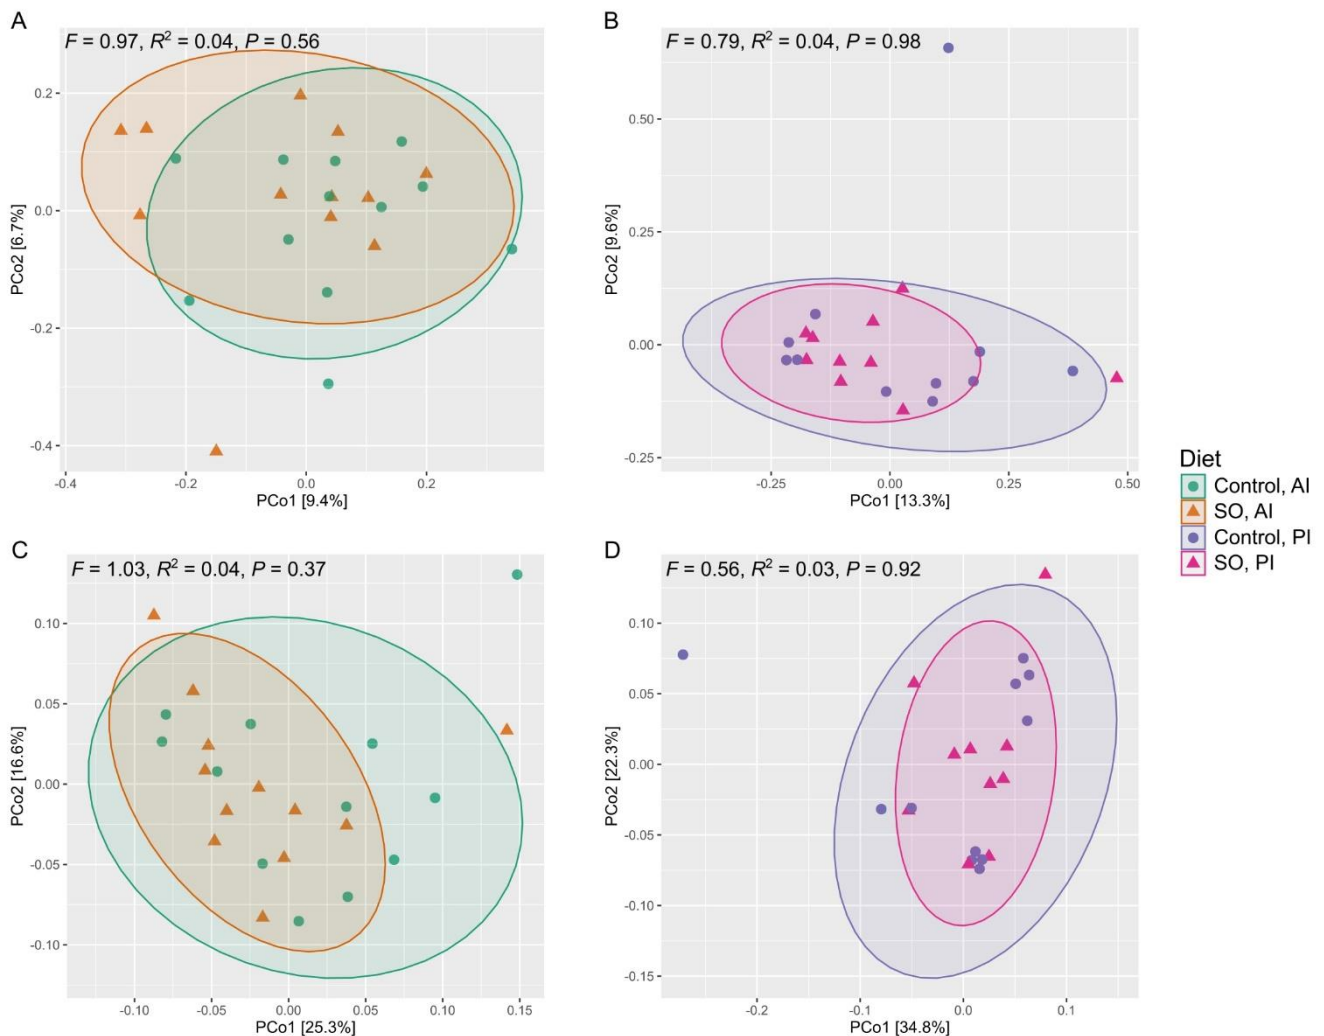 A
F = 0.97, R² = 0.04, P = 0.56
PCo2 [6.7%]
0.2
0.0
-0.2
-0.4
-0.4
-0.2
0.0
0.2
PCo1 [9.4%]
B
F = 0.79, R² = 0.04, P = 0.98
PCo2 [9.6%]
0.50
0.25
0.00
-0.25
-0.25
0.00
0.25
0.50
PCo1 [13.3%]
Diet
Control, AI
SO, AI
Control, PI
SO, PI
C
F = 1.03, R² = 0.04, P = 0.37
PCo2 [16.6%]
0.10
0.05
0.00
-0.05
-0.10
-0.10
-0.05
0.00
0.05
0.10
0.15
PCo1 [25.3%]
D
F = 0.56, R² = 0.03, P = 0.92
PCo2 [22.3%]
0.10
0.05
0.00
-0.05
-0.10
-0.15
-0.2
-0.1
0.0
0.1
PCo1 [34.8%]